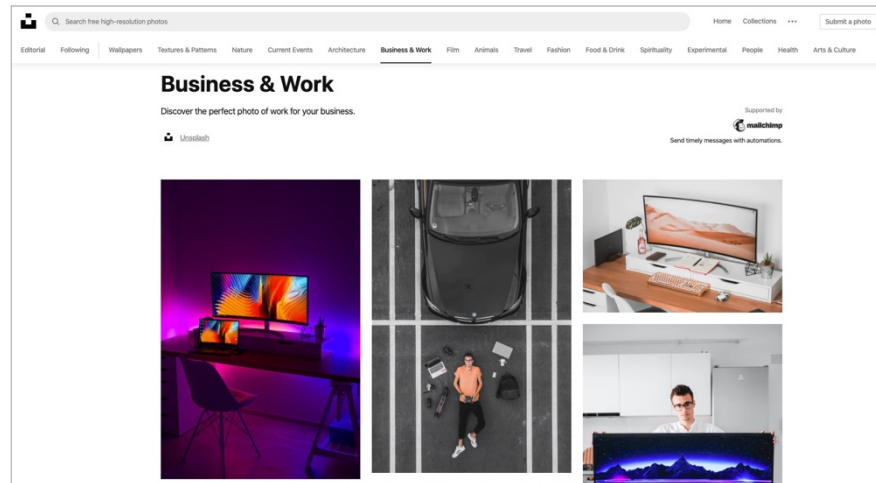 Search free high-resolution photos
Home Collections ••• Submit a photo
Editorial Following Wallpapers Textures & Patterns Nature Current Events Architecture Business & Work Film Animals Travel Fashion Food & Drink Spirituality Experimental People Health Arts & Culture
Business & Work
Discover the perfect photo of work for your business.
Supported by
Unsplash
mailchimp
Send timely messages with automations.